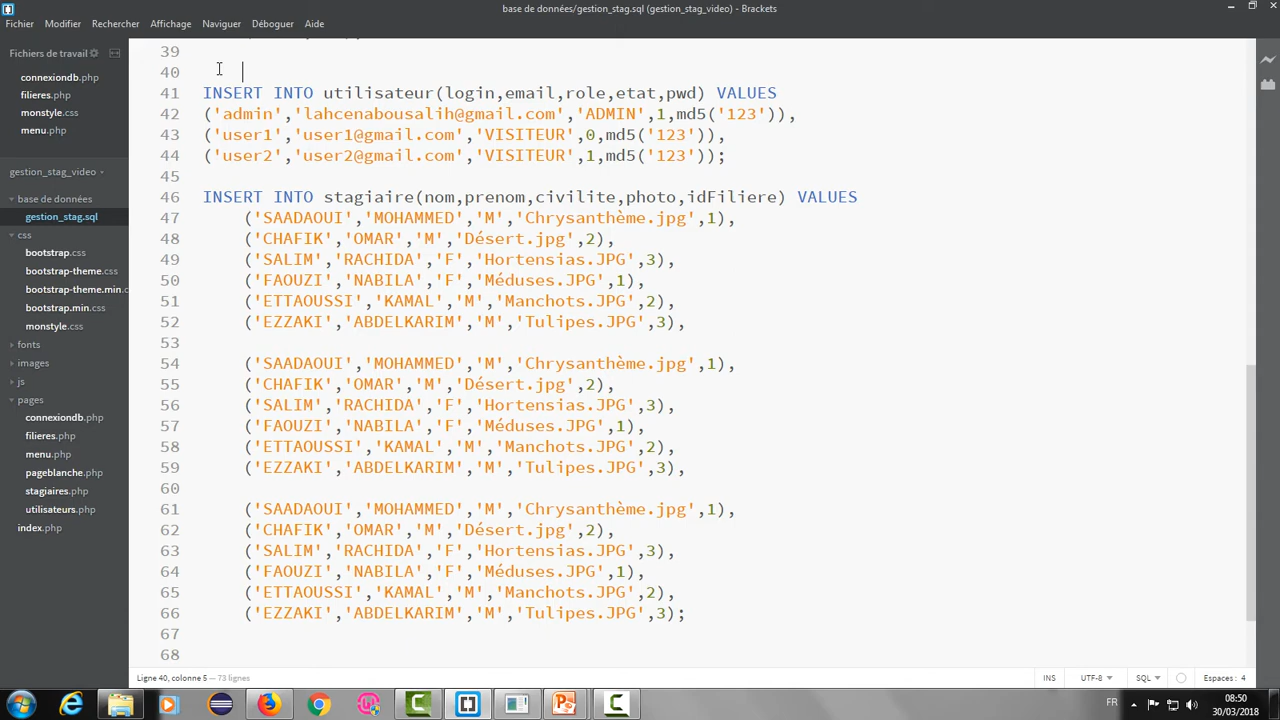 base de données/gestion_stag.sql (gestion_stag_video) - Brackets
Fichier Modifier Rechercher Affichage Naviguer Déboguer Aide
Fichiers de travail
connexiondb.php
filieres.php
monstyle.css
menu.php
gestion_stag_video
base de données
gestion_stag.sql
css
bootstrap.css
bootstrap-theme.css
bootstrap-theme.min.c
bootstrap.min.css
monstyle.css
fonts
images
js
pages
connexiondb.php
filieres.php
menu.php
pageblanche.php
stagiaires.php
utilisateurs.php
index.php
39
40
41 INSERT INTO utilisateur(login,email,role,etat,pwd) VALUES
42 ('admin','lahcenabousalih@gmail.com','ADMIN',1,md5('123')),
43 ('user1','user1@gmail.com','VISITEUR',0,md5('123')),
44 ('user2','user2@gmail.com','VISITEUR',1,md5('123'));
45
46 INSERT INTO stagiaire(nom,prenom,civilite,photo,idFiliere) VALUES
47 ('SAADAOUI','MOHAMMED','M','Chrysanthème.jpg',1),
48 ('CHAFIK','OMAR','M','Désert.jpg',2),
49 ('SALIM','RACHIDA','F','Hortensias.JPG',3),
50 ('FAOUZI','NABILA','F','Méduses.JPG',1),
51 ('ETTAOUSSI','KAMAL','M','Manchots.JPG',2),
52 ('EZZAKI','ABDELKARIM','M','Tulipes.JPG',3),
53
54 ('SAADAOUI','MOHAMMED','M','Chrysanthème.jpg',1),
55 ('CHAFIK','OMAR','M','Désert.jpg',2),
56 ('SALIM','RACHIDA','F','Hortensias.JPG',3),
57 ('FAOUZI','NABILA','F','Méduses.JPG',1),
58 ('ETTAOUSSI','KAMAL','M','Manchots.JPG',2),
59 ('EZZAKI','ABDELKARIM','M','Tulipes.JPG',3),
60
61 ('SAADAOUI','MOHAMMED','M','Chrysanthème.jpg',1),
62 ('CHAFIK','OMAR','M','Désert.jpg',2),
63 ('SALIM','RACHIDA','F','Hortensias.JPG',3),
64 ('FAOUZI','NABILA','F','Méduses.JPG',1),
65 ('ETTAOUSSI','KAMAL','M','Manchots.JPG',2),
66 ('EZZAKI','ABDELKARIM','M','Tulipes.JPG',3);
67
68
Ligne 40, colonne 5 — 73 lignes
INS UTF-8 SQL Espaces : 4
FR 08:50
30/03/2018